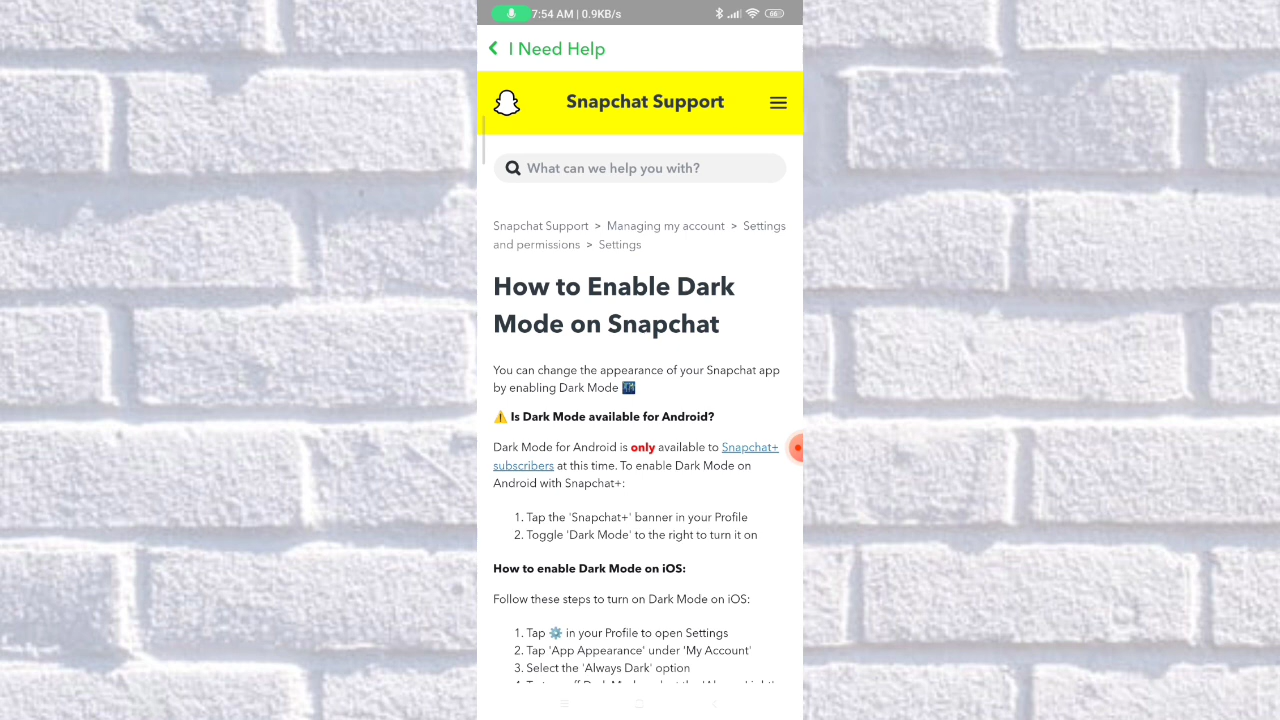 7:54 AM | 0.9KB/s
66
I Need Help
Snapchat Support
What can we help you with?
Snapchat Support > Managing my account > Settings
and permissions > Settings
How to Enable Dark
Mode on Snapchat
You can change the appearance of your Snapchat app
by enabling Dark Mode 🌃
⚠️ Is Dark Mode available for Android?
Dark Mode for Android is only available to Snapchat+
subscribers at this time. To enable Dark Mode on
Android with Snapchat+:
1. Tap the 'Snapchat+' banner in your Profile
2. Toggle 'Dark Mode' to the right to turn it on
How to enable Dark Mode on iOS:
Follow these steps to turn on Dark Mode on iOS:
1. Tap ⚙️ in your Profile to open Settings
2. Tap 'App Appearance' under 'My Account'
3. Select the 'Always Dark' option